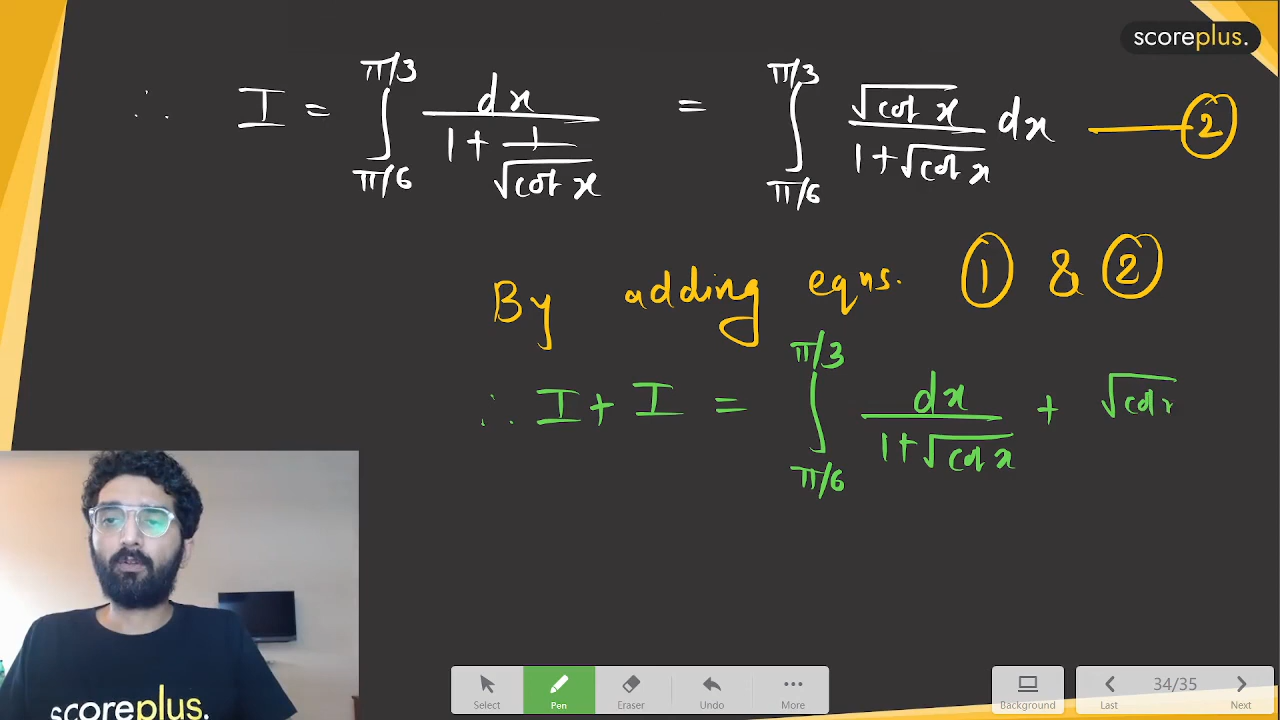 scoreplus.
∴ I = ∫ π/3 π/6 dx / (1 + 1/√cot x) = ∫ π/3 π/6 √cot x / (1 + √cot x) dx —— ②
By adding eqns. ① & ②
∴ I + I = ∫ π/3 π/6 dx / (1 + √cot x) + √cot
scoreplus.
Select Pen Eraser Undo More Background Last 34/35 Next